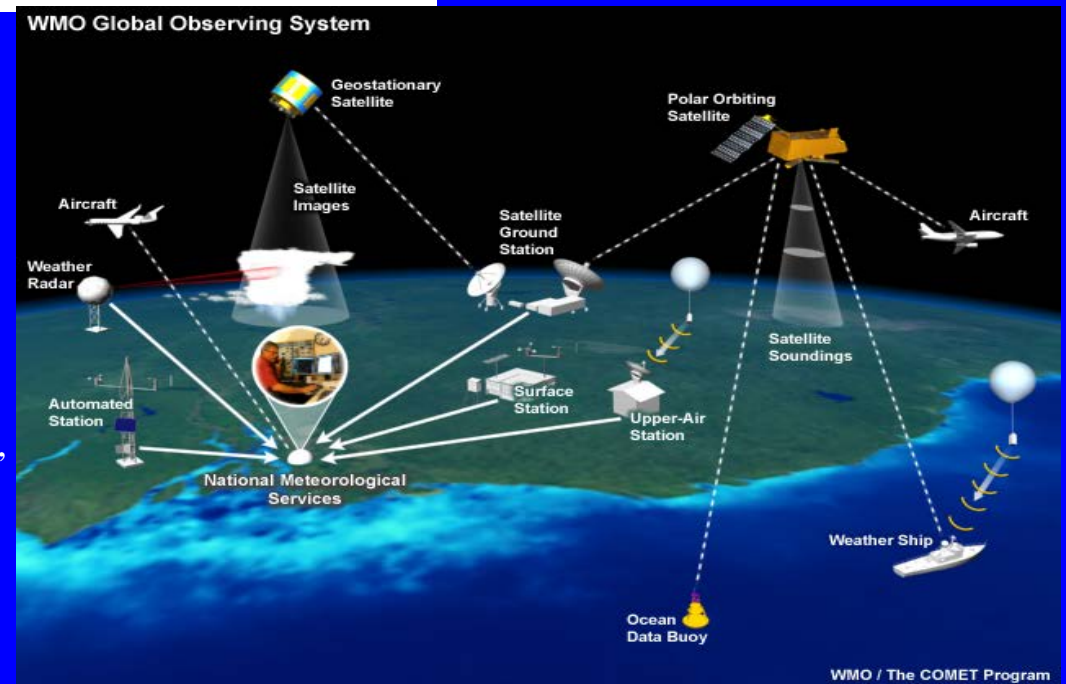 WMO Global Observing System
Geostationary
Satellite
Polar Orbiting
Satellite
Aircraft
Satellite
Images
Satellite
Ground
Station
Aircraft
Weather
Radar
Satellite
Soundings
Automated
Station
Surface
Station
Upper-Air
Station
,
National Meteorological
Services
Weather Ship
Ocean
Data Buoy
WMO / The COMET Program